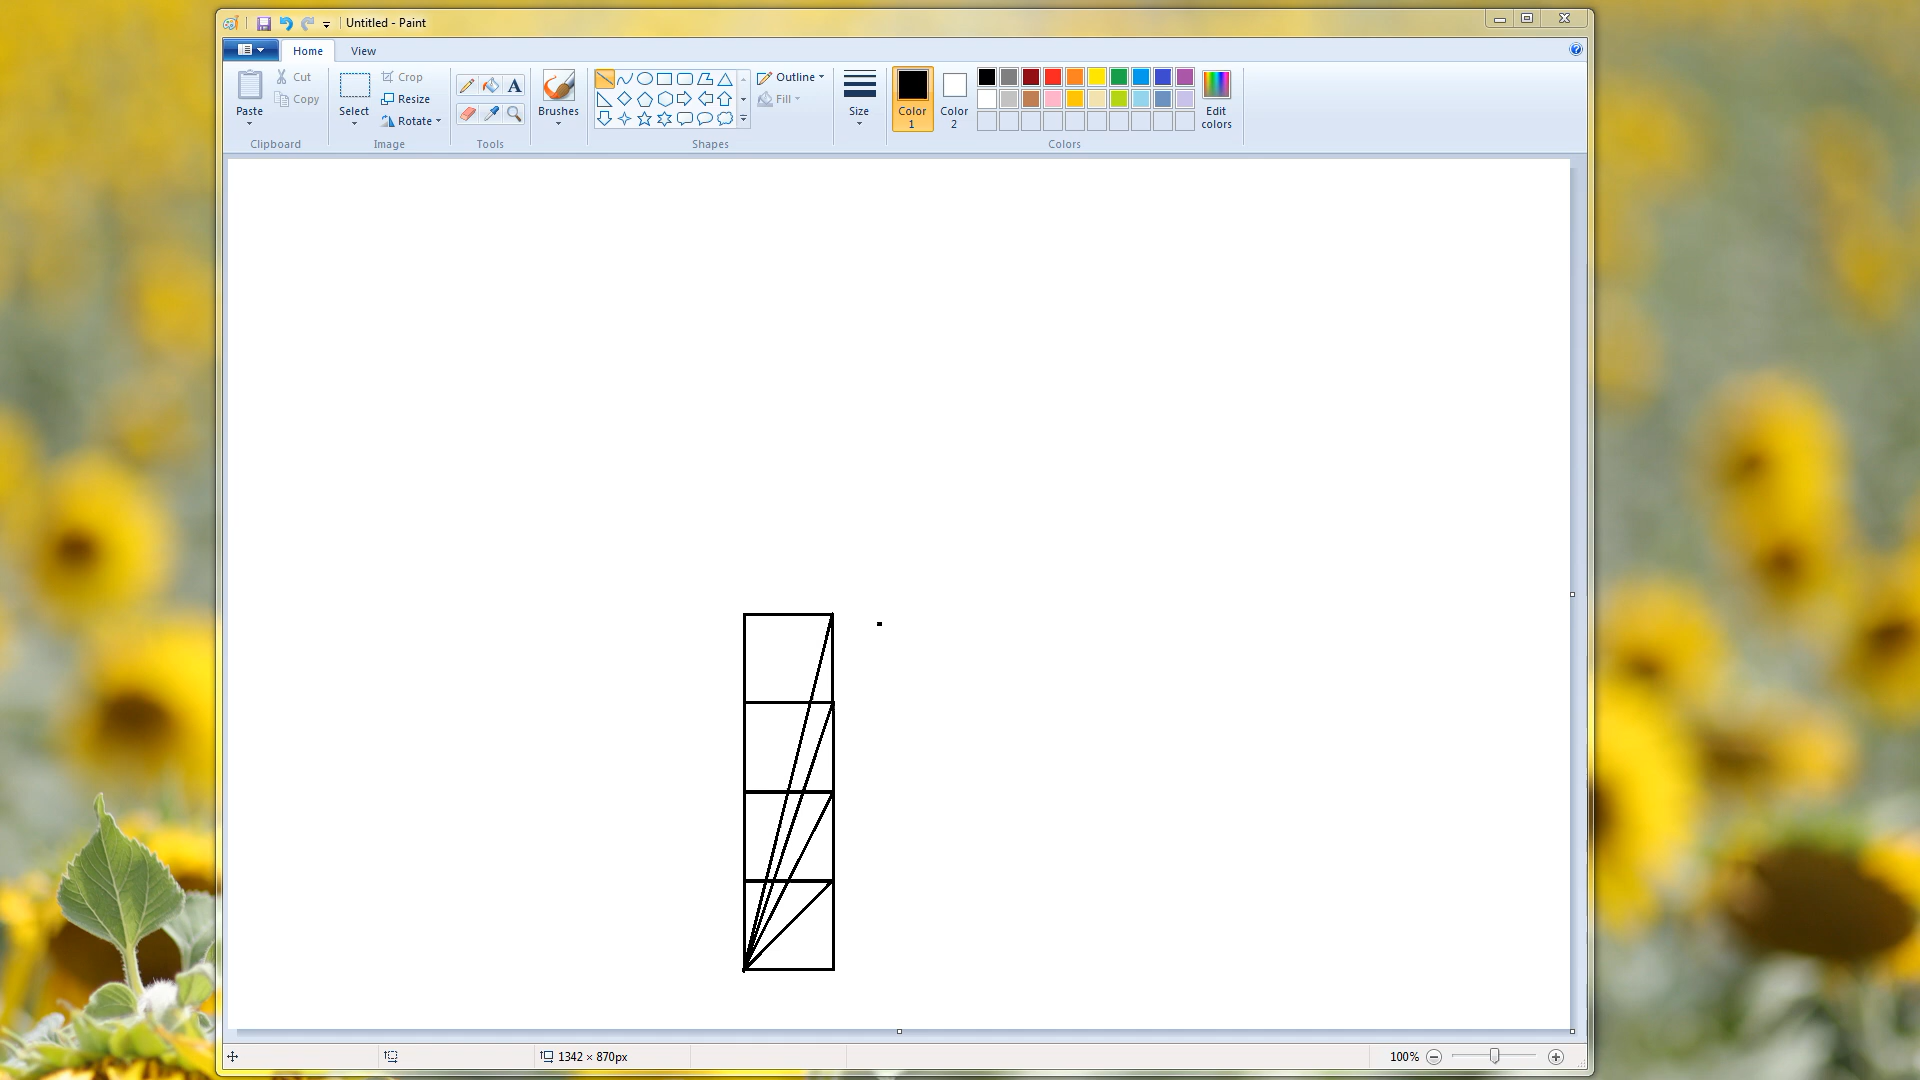 Untitled - Paint
Home
View
Paste
Cut
Copy
Clipboard
Select
Crop
Resize
Rotate
Image
A
Tools
Brushes
Outline
Fill
Shapes
Size
Color
1
Color
2
Edit
colors
Colors
1342 × 870px
100%